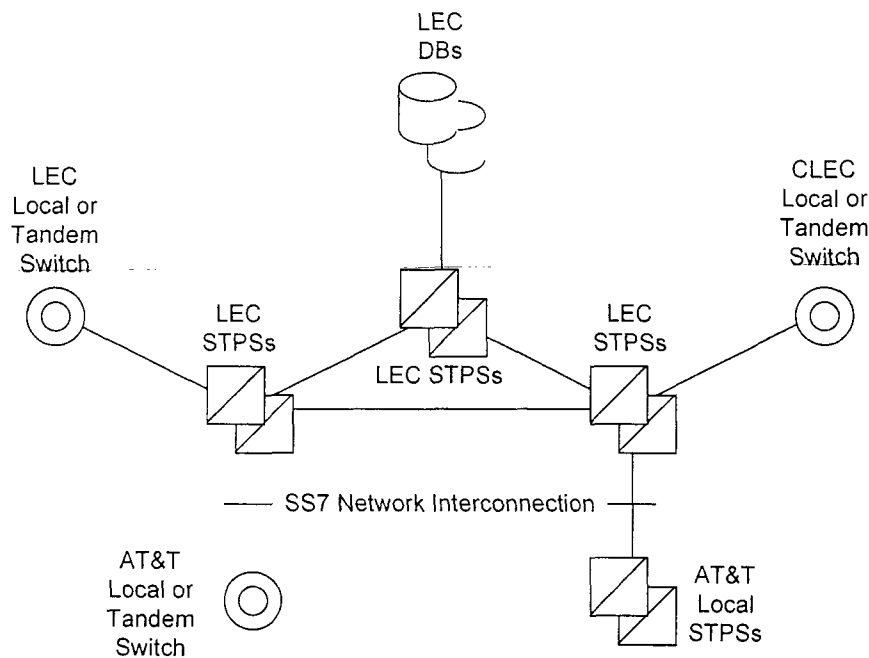 LEC
DBs
LEC
Local or
Tandem
Switch
CLEC
Local or
Tandem
Switch
LEC
STPSs
LEC STPSs
LEC
STPSs
SS7 Network Interconnection
AT&T
Local or
Tandem
Switch
AT&T
Local
STPSs